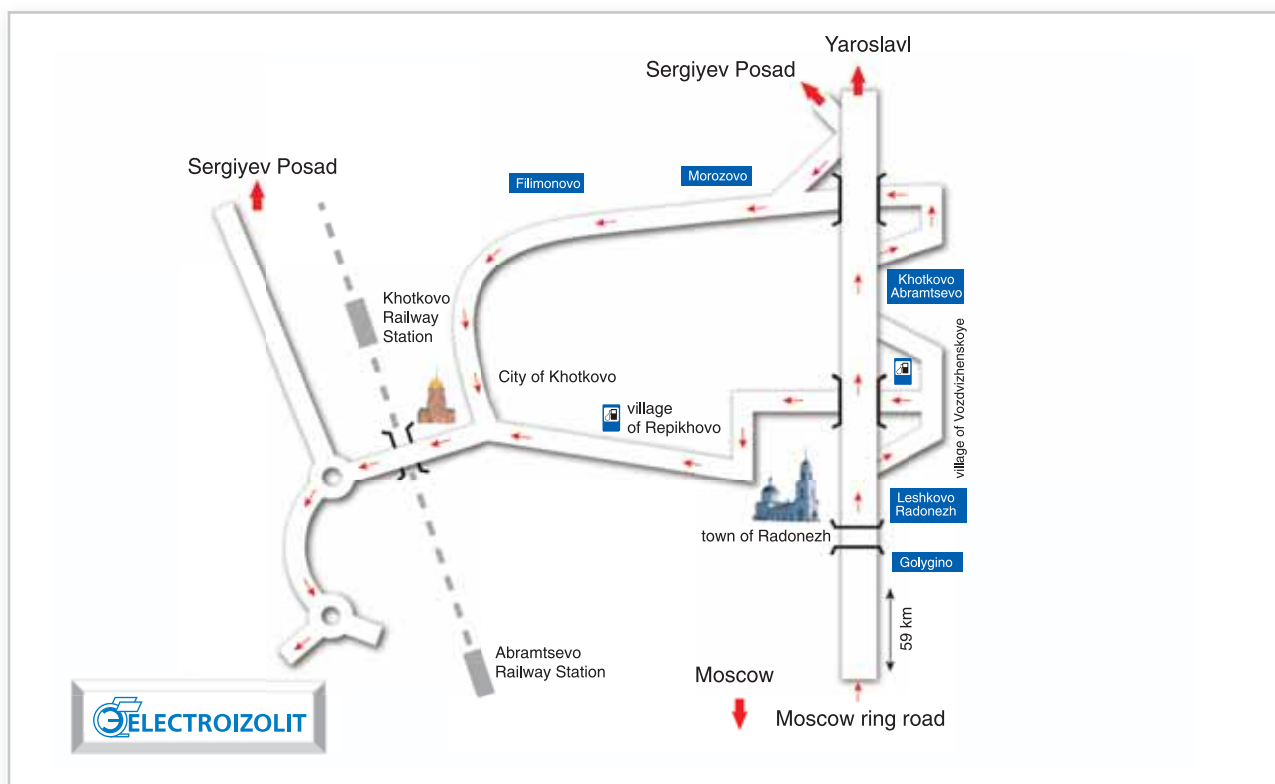 Yaroslavl
Sergiyev Posad
Sergiyev Posad
Morozovo
Filimonovo
Khotkovo
Abramtsevo
Khotkovo
Railway
Station
village of Vozdvizhenskoye
City of Khotkovo
village
of Repikhovo
Leshkovo
Radonezh
town of Radonezh
Golygino
59 km
Abramtsevo
Railway Station
Moscow
Moscow ring road
ELECTROIZOLIT